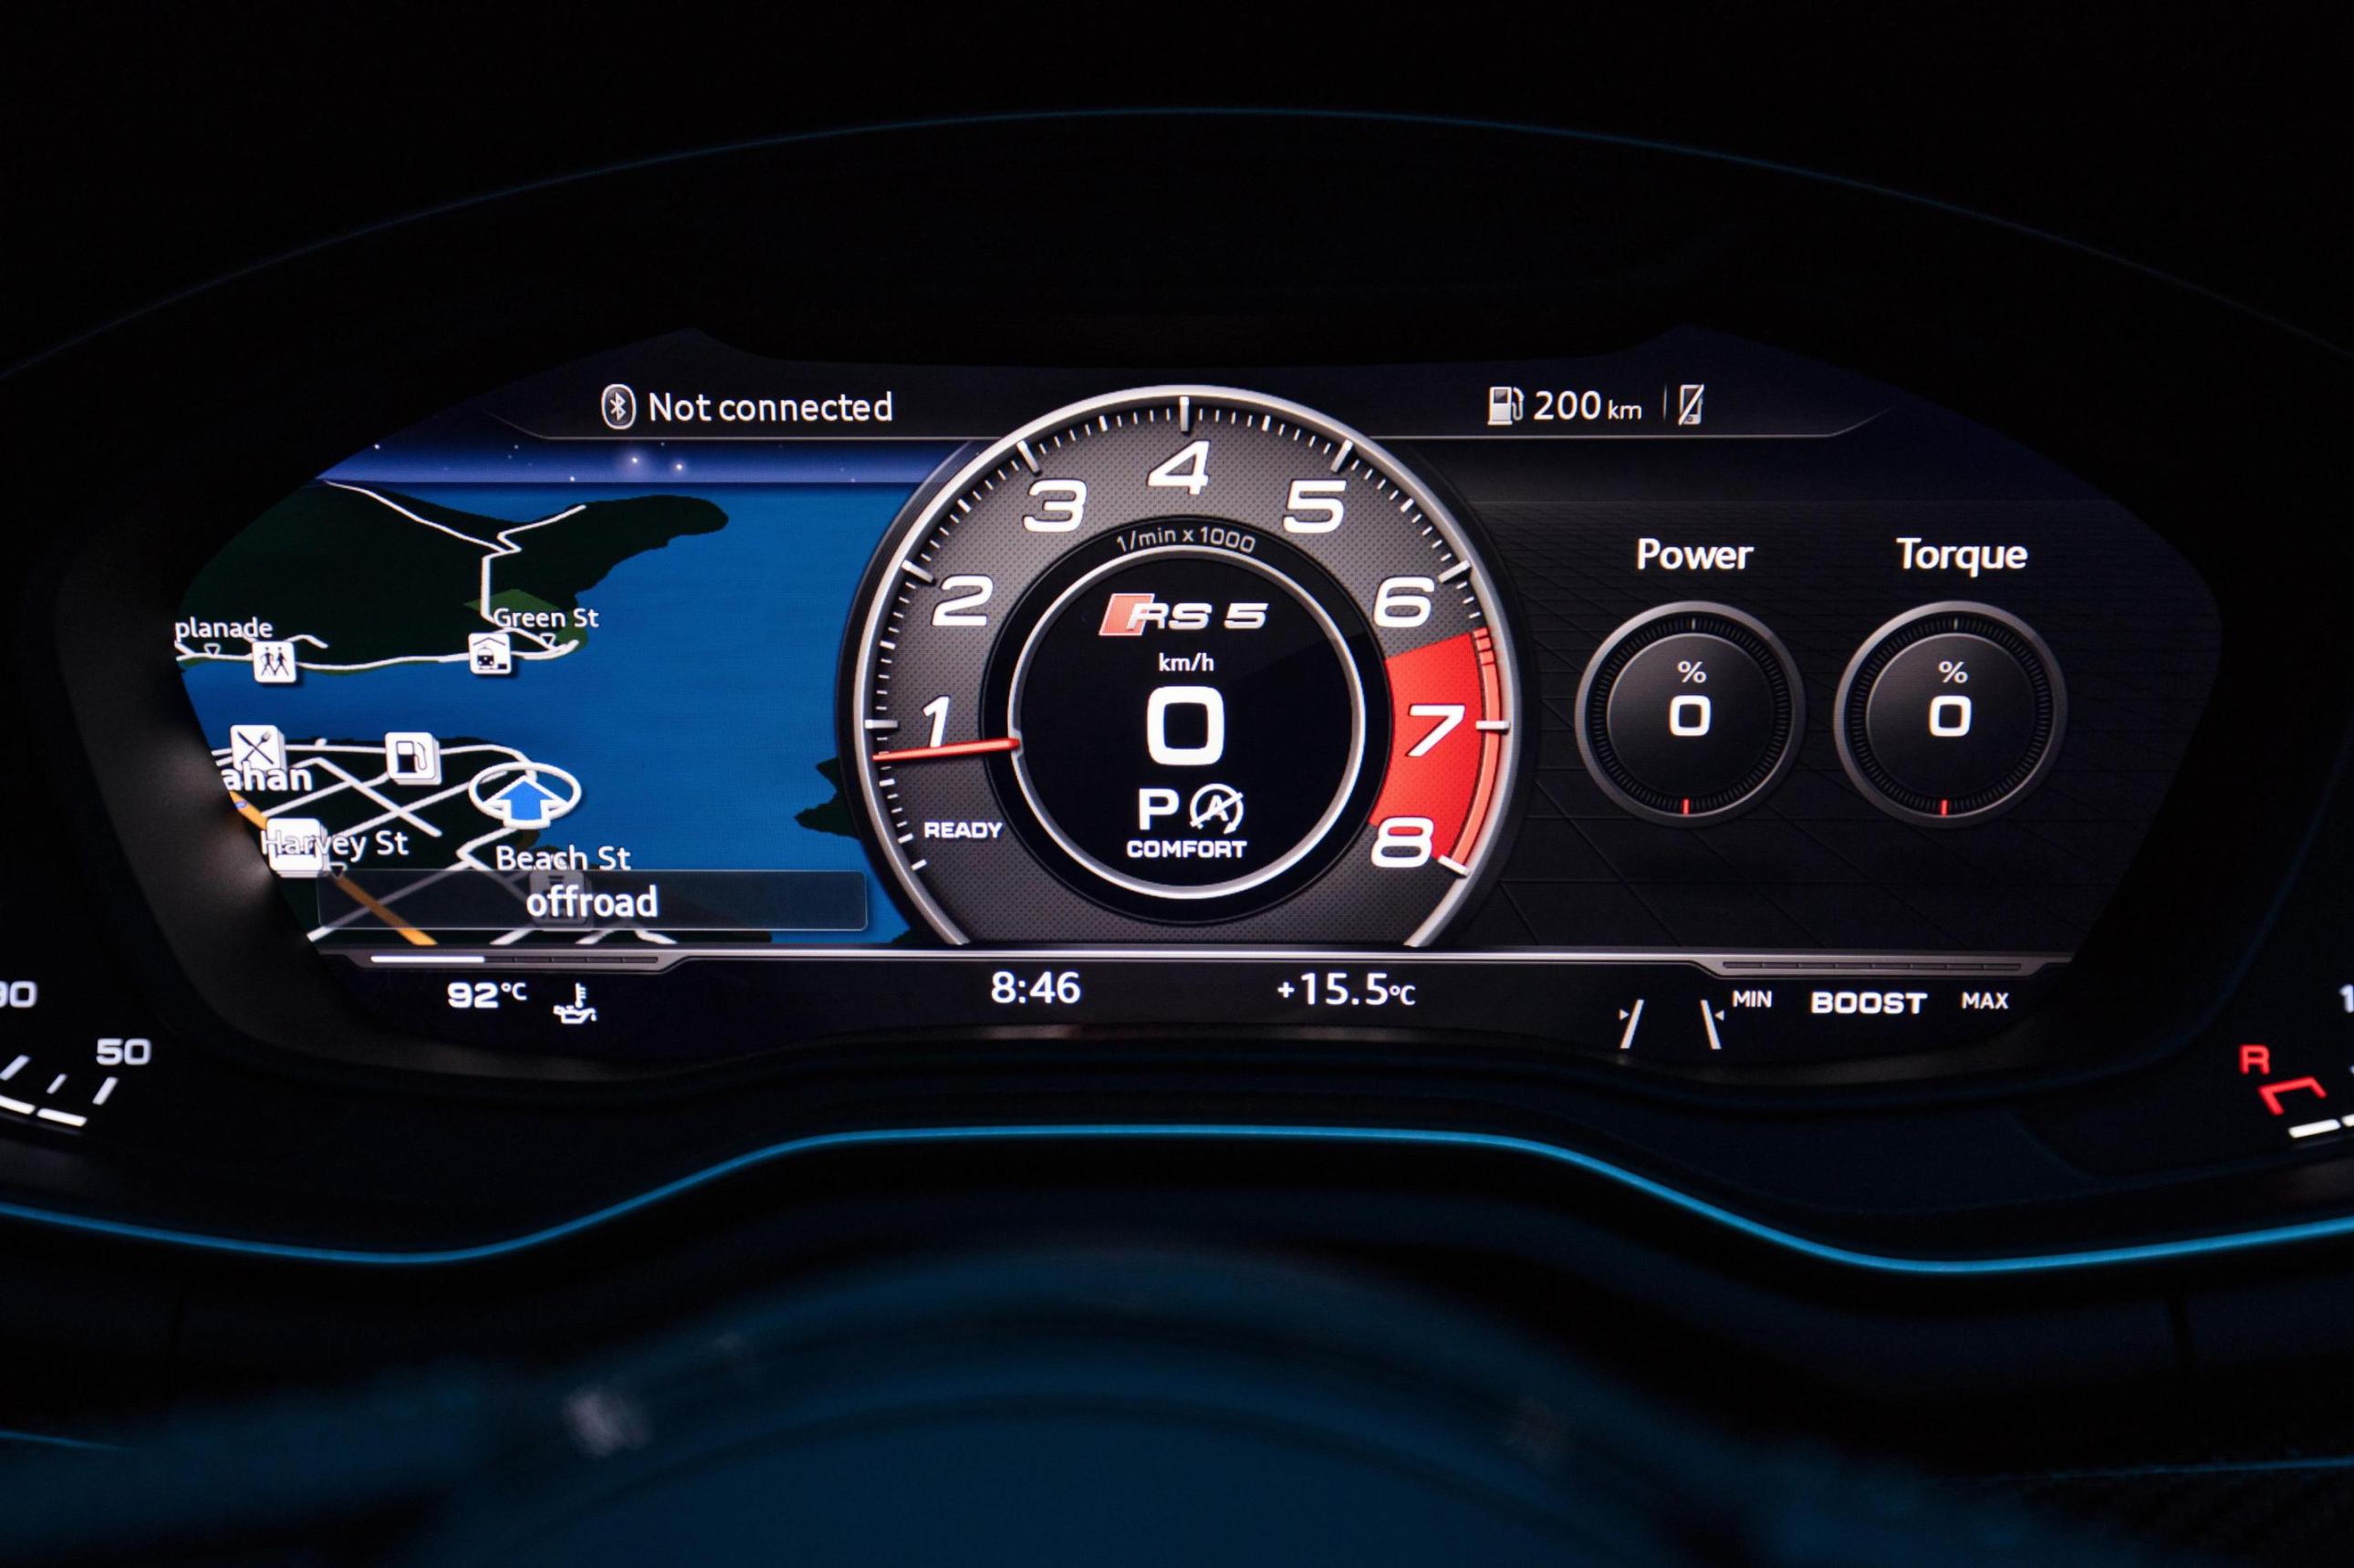 Not connected
200 km
planade
Green St
ahan
Harvey St
Beach St
offroad
1
2
3
4
5
6
7
8
1/min x 1000
READY
RS 5
km/h
0
P A
COMFORT
Power
% 0
Torque
% 0
92°C
8:46
+15.5°C
MIN BOOST MAX
50
R